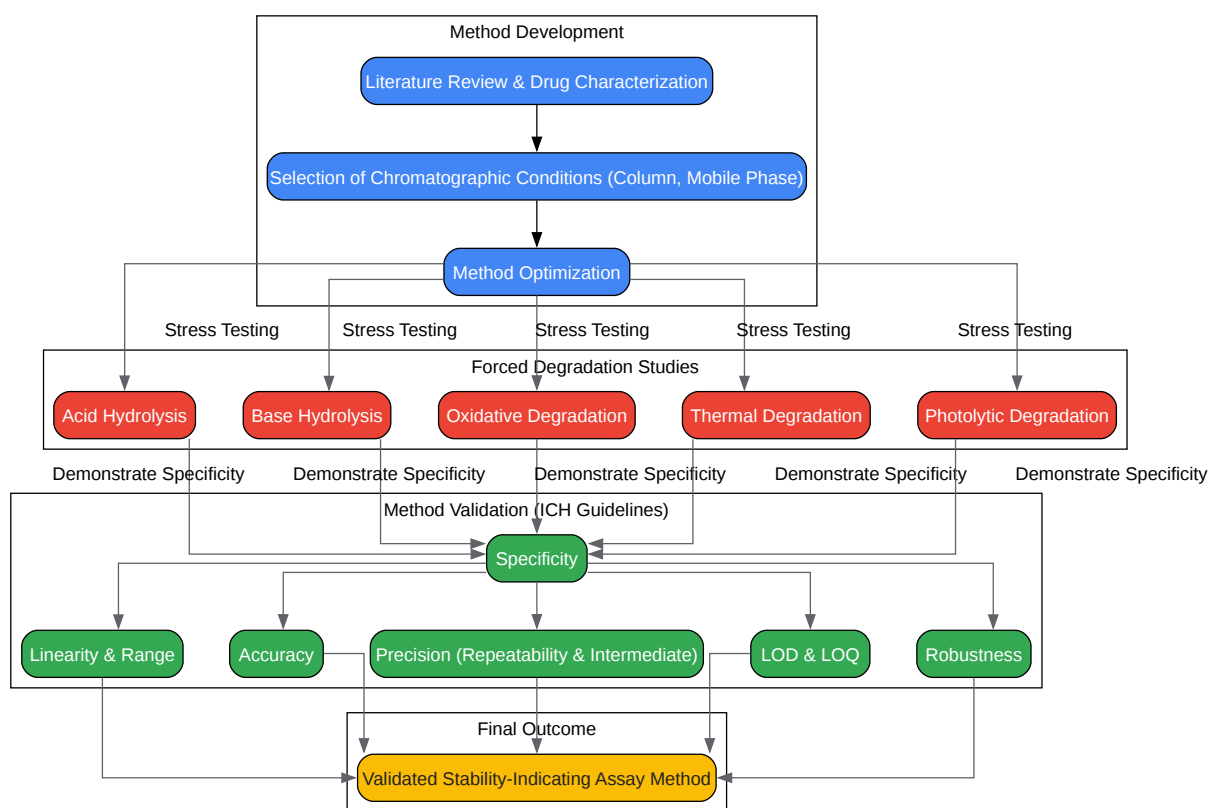 Method Development
Literature Review & Drug Characterization
Selection of Chromatographic Conditions (Column, Mobile Phase)
Method Optimization
Stress Testing
Stress Testing
Stress Testing
Stress Testing
Stress Testing
Forced Degradation Studies
Acid Hydrolysis
Base Hydrolysis
Oxidative Degradation
Thermal Degradation
Photolytic Degradation
Demonstrate Specificity
Demonstrate Specificity
Demonstrate Specificity
Demonstrate Specificity
Demonstrate Specificity
Method Validation (ICH Guidelines)
Specificity
Linearity & Range
Accuracy
Precision (Repeatability & Intermediate)
LOD & LOQ
Robustness
Final Outcome
Validated Stability-Indicating Assay Method